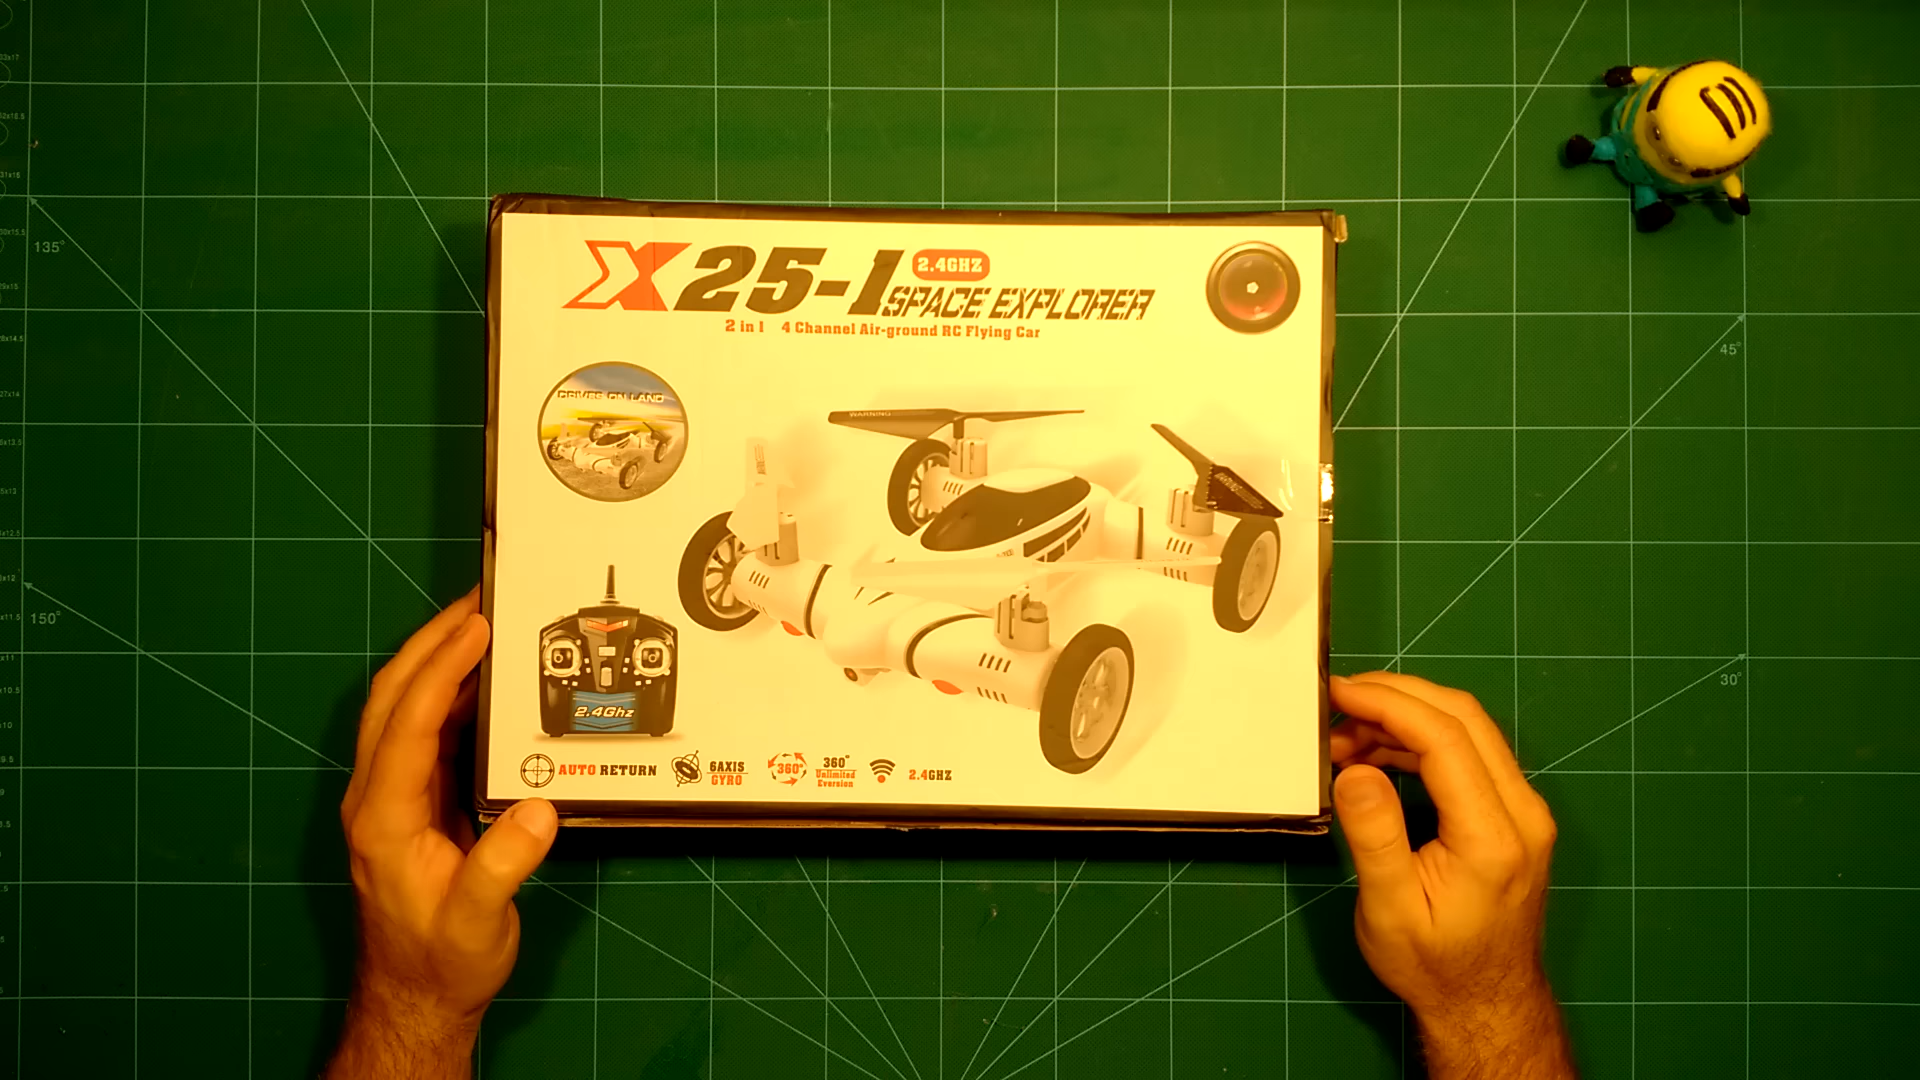 X25-1 2.4GHZ
SPACE EXPLORER
2 in 1 4 Channel Air-ground RC Flying Car
DRIVES ON LAND
WARNING
2.4Ghz
AUTO RETURN
6AXIS
GYRO
360°
360°
Unlimited
Eversion
2.4GHZ
135°
150°
45°
30°